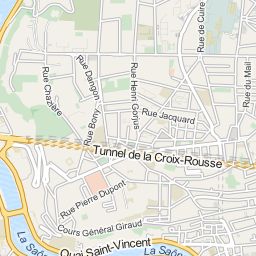 Rue de Cuire
Rue Dangon
Rue Chazière
Rue Henri Gorjus
Rue du Mail
Rue Jacquard
Rue Bony
Tunnel de la Croix-Rousse
Rue Pierre Dupont
Cours Général Giraud
La Saône
Quai Saint-Vincent
La Saô